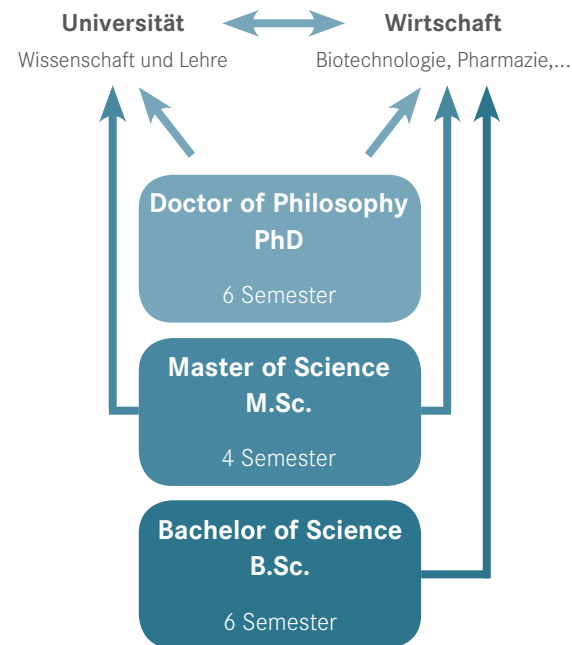 Universität
Wirtschaft
Wissenschaft und Lehre
Biotechnologie, Pharmazie,...
Doctor of Philosophy
PhD
6 Semester
Master of Science
M.Sc.
4 Semester
Bachelor of Science
B.Sc.
6 Semester